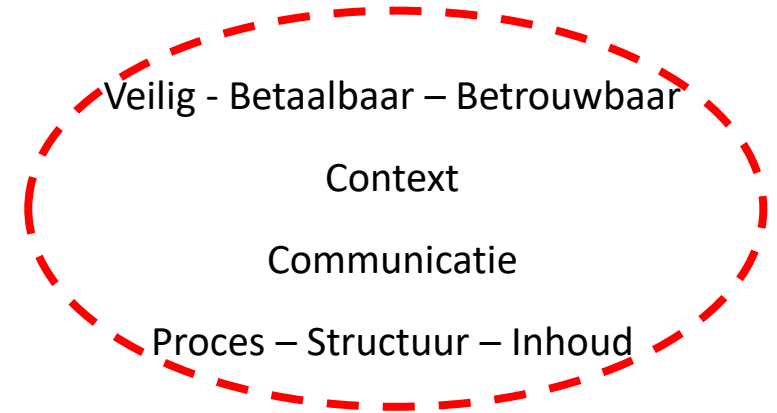 Veilig - Betaalbaar – Betrouwbaar
Context
Communicatie
Proces – Structuur – Inhoud